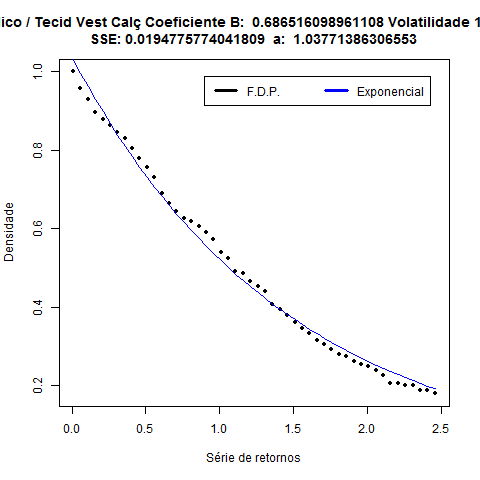 lico / Tecid Vest Calç Coeficiente B: 0.686516098961108 Volatilidade 1
SSE: 0.0194775774041809 a: 1.03771386306553
F.D.P. Exponencial
Densidade
1.0
0.8
0.6
0.4
0.2
0.0 0.5 1.0 1.5 2.0 2.5
Série de retornos